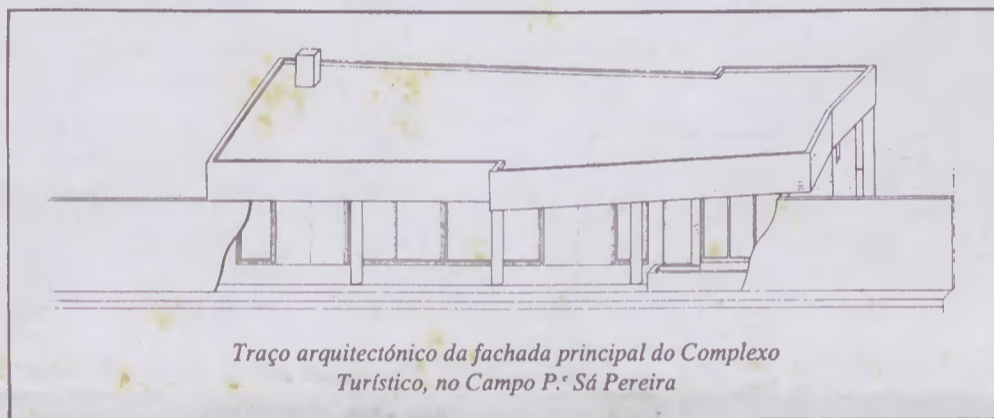 Traço arquitectónico da fachada principal do Complexo
Turístico, no Campo P.ᵉ Sá Pereira